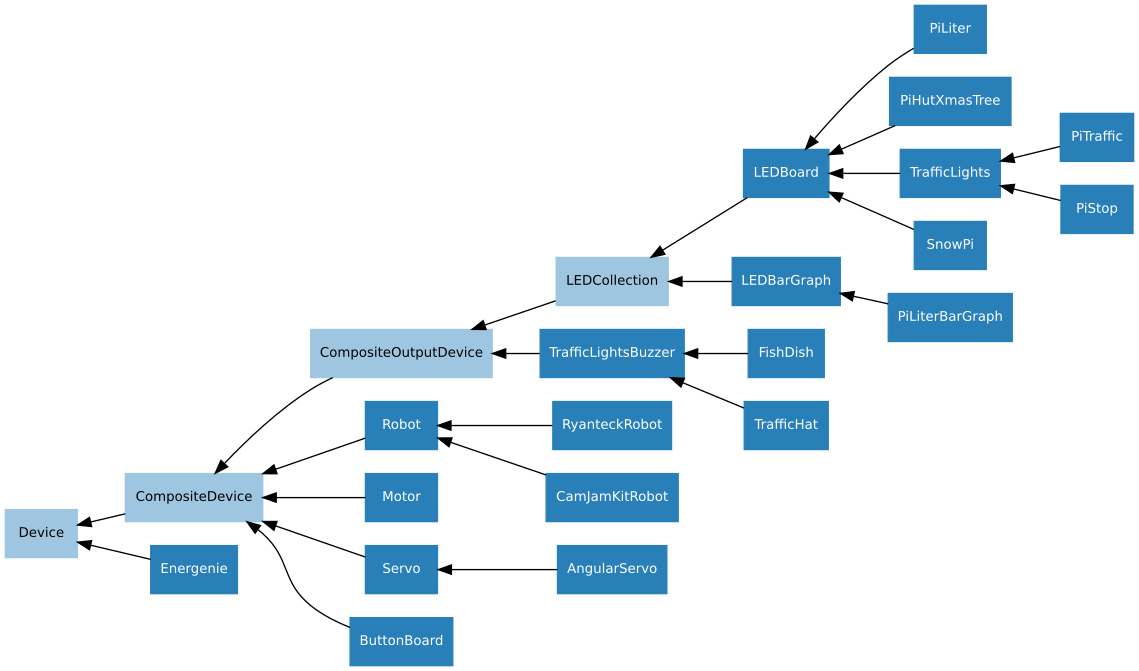 PiLiter
PiHutXmasTree
PiTraffic
LEDBoard
TrafficLights
PiStop
SnowPi
LEDCollection
LEDBarGraph
PiLiterBarGraph
CompositeOutputDevice
TrafficLightsBuzzer
FishDish
Robot
RyanteckRobot
TrafficHat
CompositeDevice
Motor
CamJamKitRobot
Device
Energenie
Servo
AngularServo
ButtonBoard